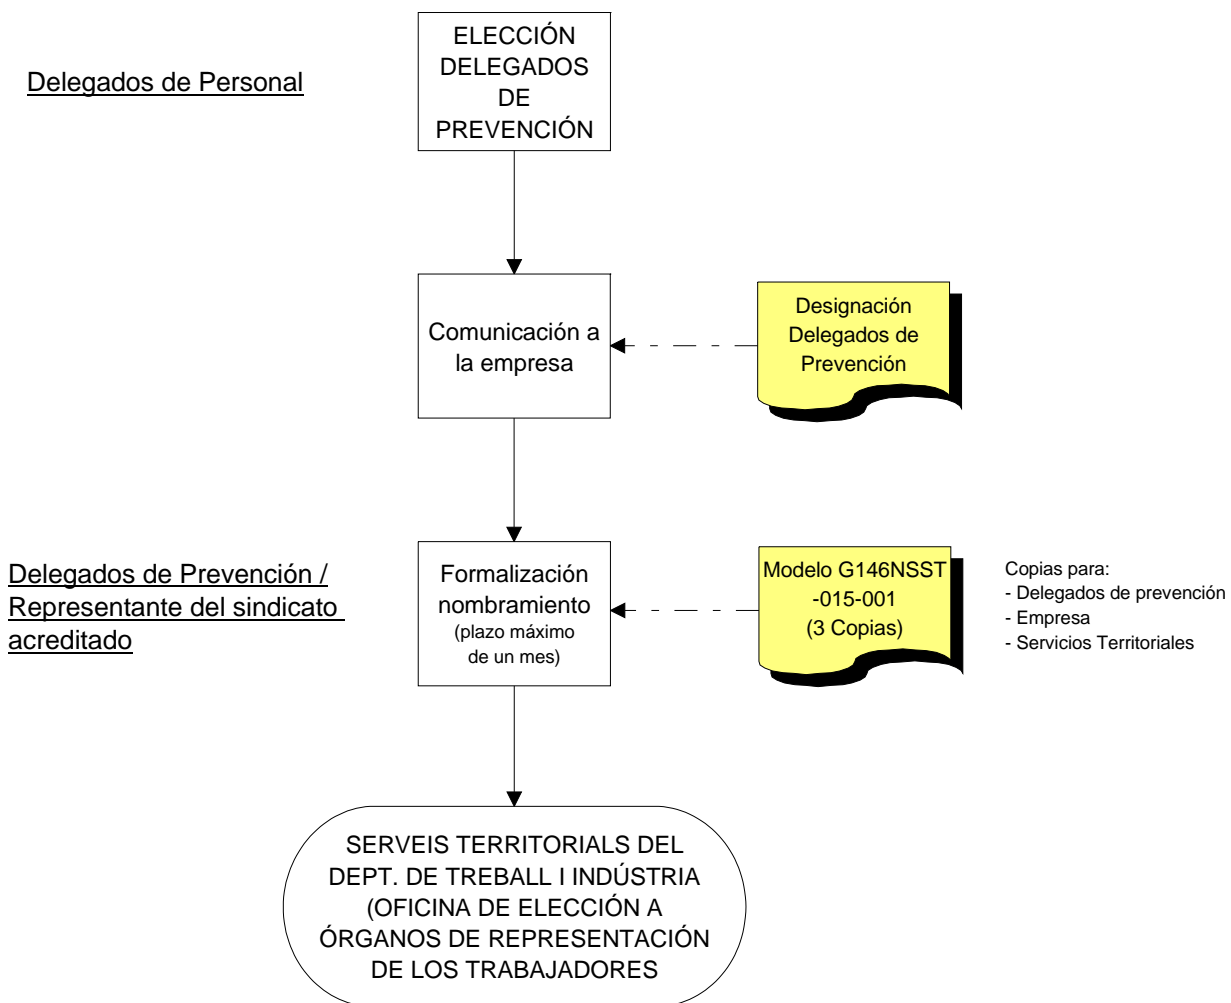 Delegados de Personal
ELECCIÓN
DELEGADOS
DE
PREVENCIÓN
Comunicación a
la empresa
Designación
Delegados de
Prevención
Delegados de Prevención /
Representante del sindicato
acreditado
Formalización
nombramiento
(plazo máximo
de un mes)
Modelo G146NSST
-015-001
(3 Copias)
Copias para:
- Delegados de prevención
- Empresa
- Servicios Territoriales
SERVEIS TERRITORIALS DEL
DEPT. DE TREBALL I INDÚSTRIA
(OFICINA DE ELECCIÓN A
ÓRGANOS DE REPRESENTACIÓN
DE LOS TRABAJADORES